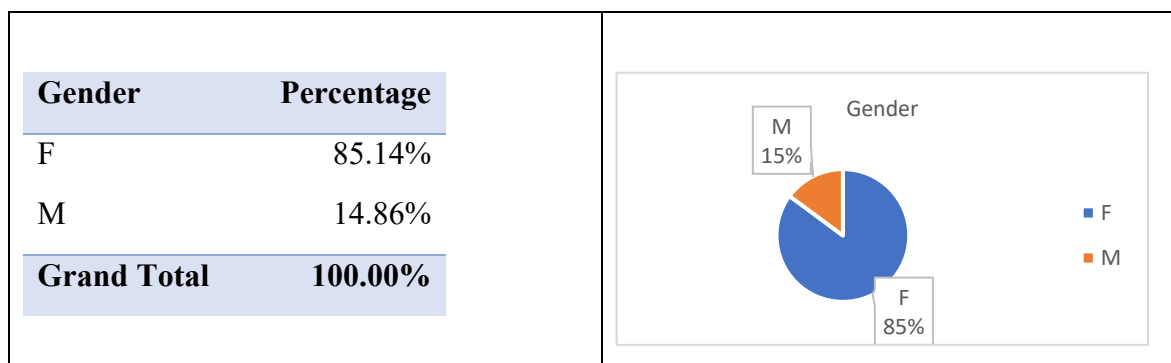 Gender Percentage
F 85.14%
M 14.86%
Grand Total 100.00%
Gender
M
15%
F
M
F
85%